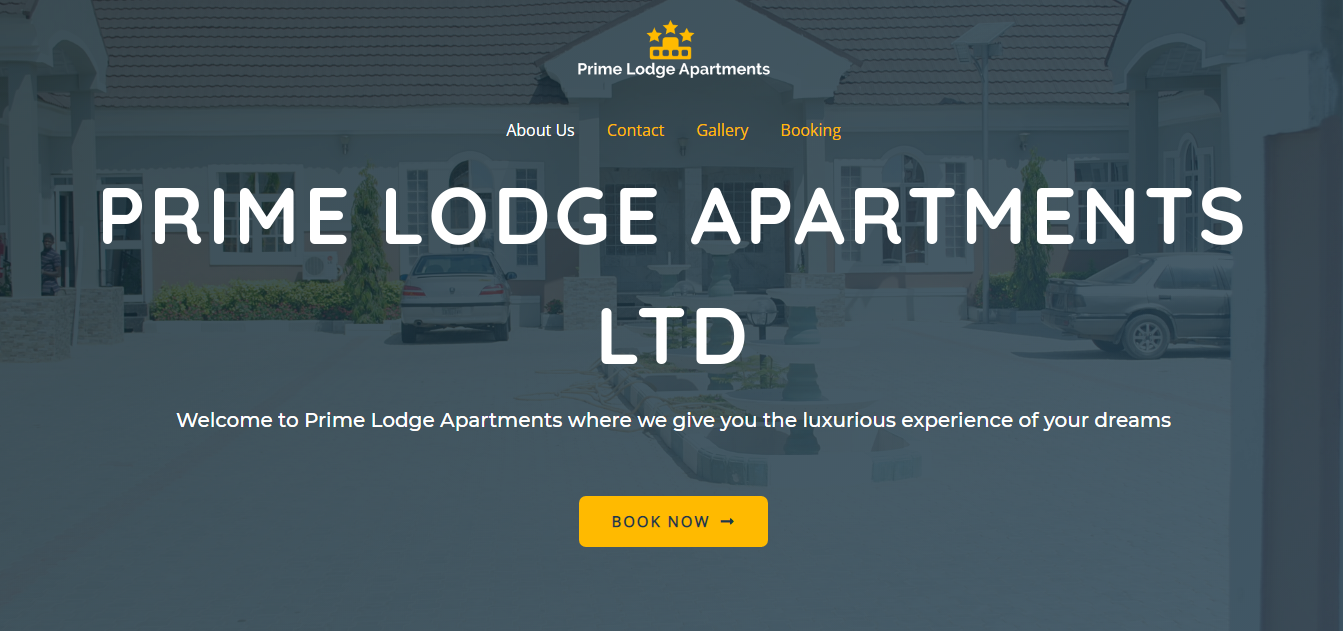 Prime Lodge Apartments
About Us Contact Gallery Booking
PRIME LODGE APARTMENTS
LTD
Welcome to Prime Lodge Apartments where we give you the luxurious experience of your dreams
BOOK NOW